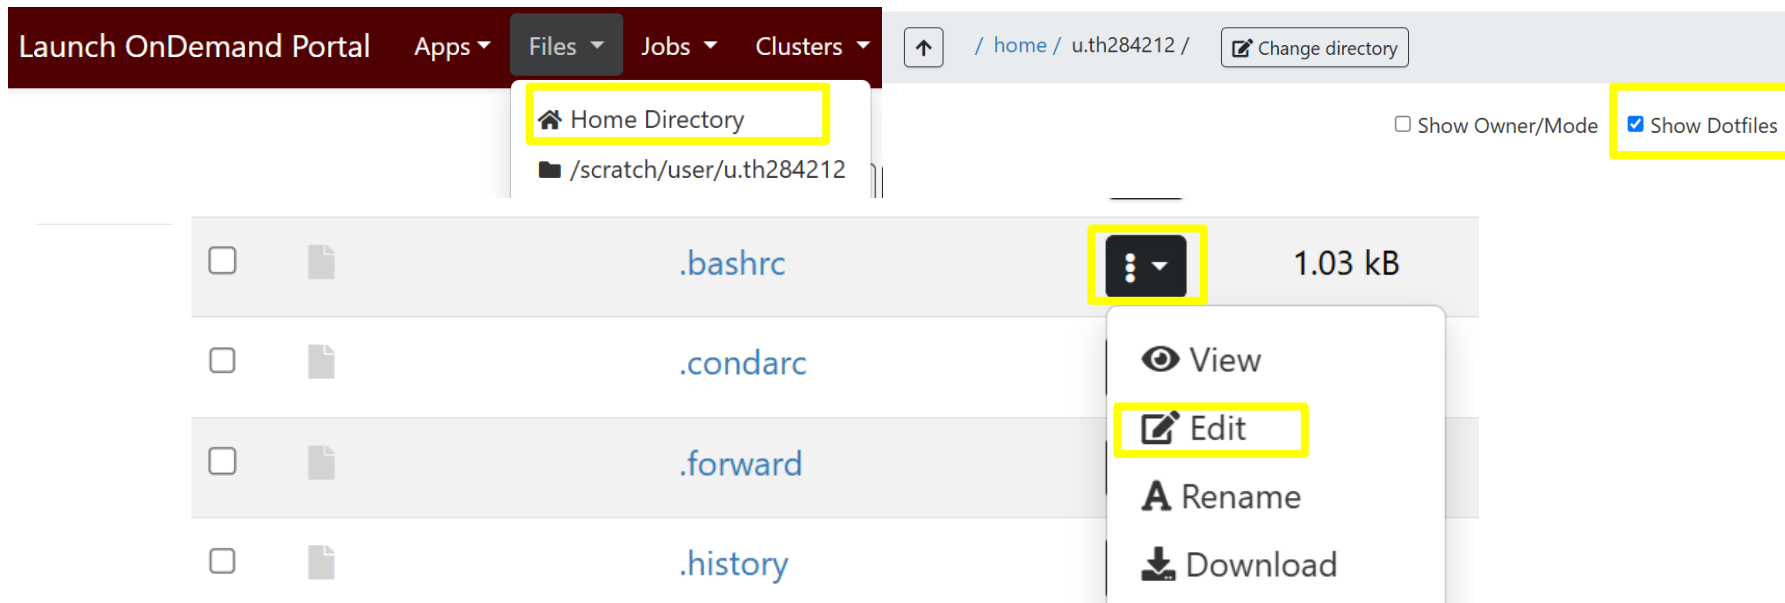 Launch OnDemand Portal Apps Files Jobs Clusters
Home Directory
/scratch/user/u.th284212
/ home / u.th284212 / Change directory
Show Owner/Mode Show Dotfiles
.bashrc 1.03 kB
.condarc
.forward
.history
View
Edit
Rename
Download